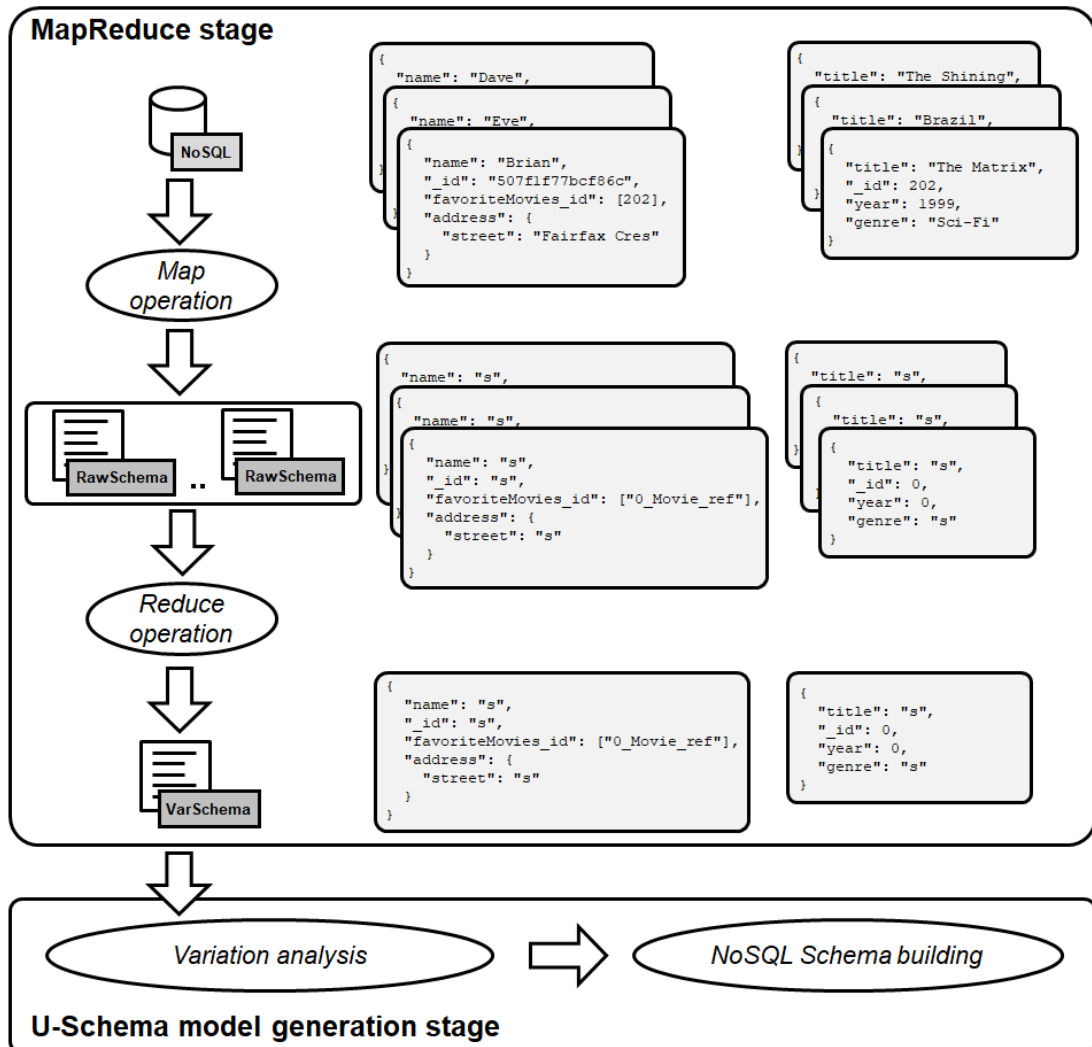 MapReduce stage
NoSQL
Map
operation
RawSchema
..
RawSchema
Reduce
operation
VarSchema
{
"name": "Dave",
}
{
"name": "Eve",
}
{
"name": "Brian",
"_id": "507f1f77bcf86c",
"favoriteMovies_id": [202],
"address": {
"street": "Fairfax Cres"
}
}
{
"title": "The Shining",
}
{
"title": "Brazil",
}
{
"title": "The Matrix",
"_id": 202,
"year": 1999,
"genre": "Sci-Fi"
}
{
"name": "s",
}
{
"name": "s",
}
{
"name": "s",
"_id": "s",
"favoriteMovies_id": ["0_Movie_ref"],
"address": {
"street": "s"
}
}
{
"title": "s",
}
{
"title": "s",
}
{
"title": "s",
"_id": 0,
"year": 0,
"genre": "s"
}
{
"name": "s",
"_id": "s",
"favoriteMovies_id": ["0_Movie_ref"],
"address": {
"street": "s"
}
}
{
"title": "s",
"_id": 0,
"year": 0,
"genre": "s"
}
Variation analysis
NoSQL Schema building
U-Schema model generation stage